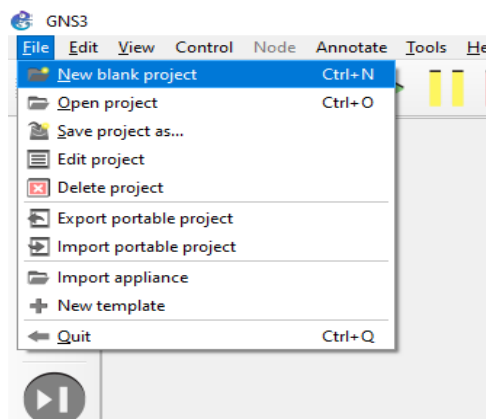 GNS3
File Edit View Control Node Annotate Tools
New blank project Ctrl+N
Open project Ctrl+O
Save project as...
Edit project
Delete project
Export portable project
Import portable project
Import appliance
New template
Quit Ctrl+Q